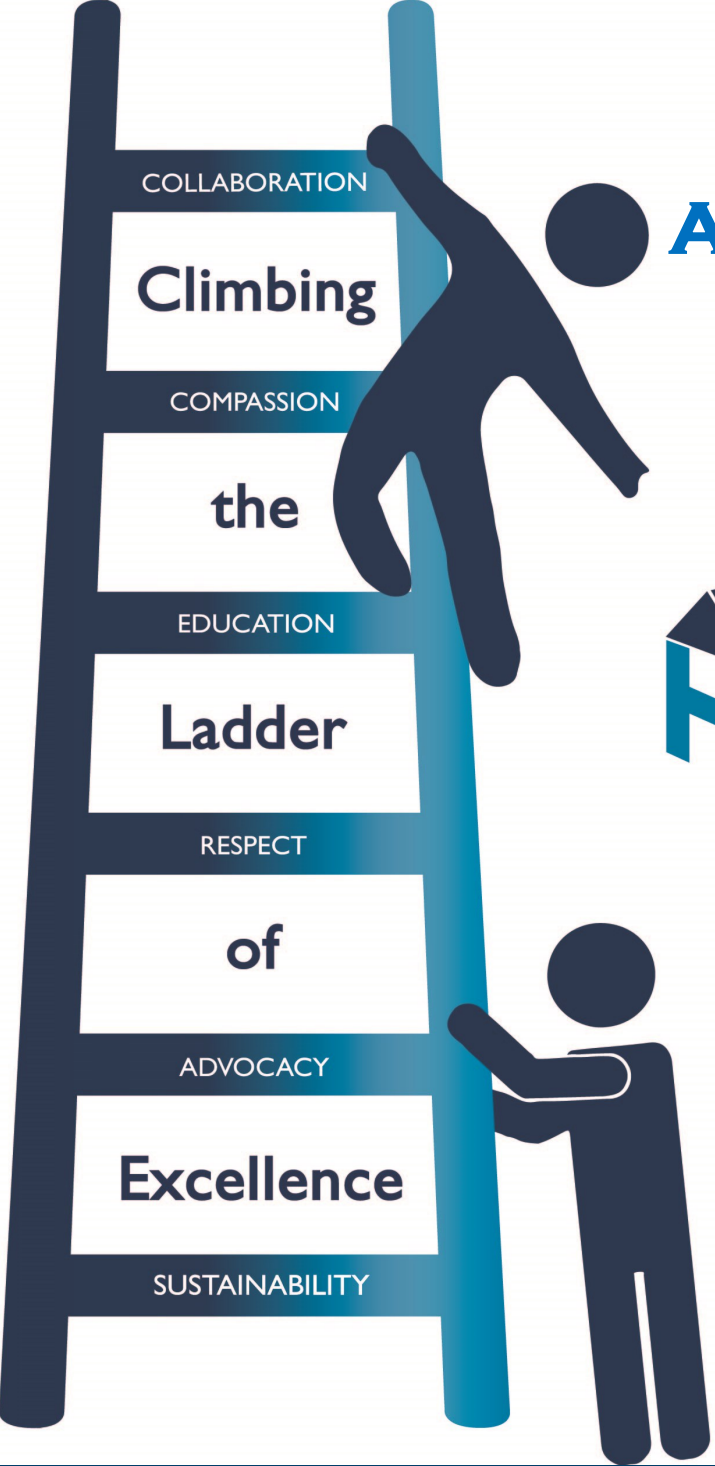 COLLABORATION
Climbing
COMPASSION
the
EDUCATION
Ladder
RESPECT
of
ADVOCACY
Excellence
SUSTAINABILITY